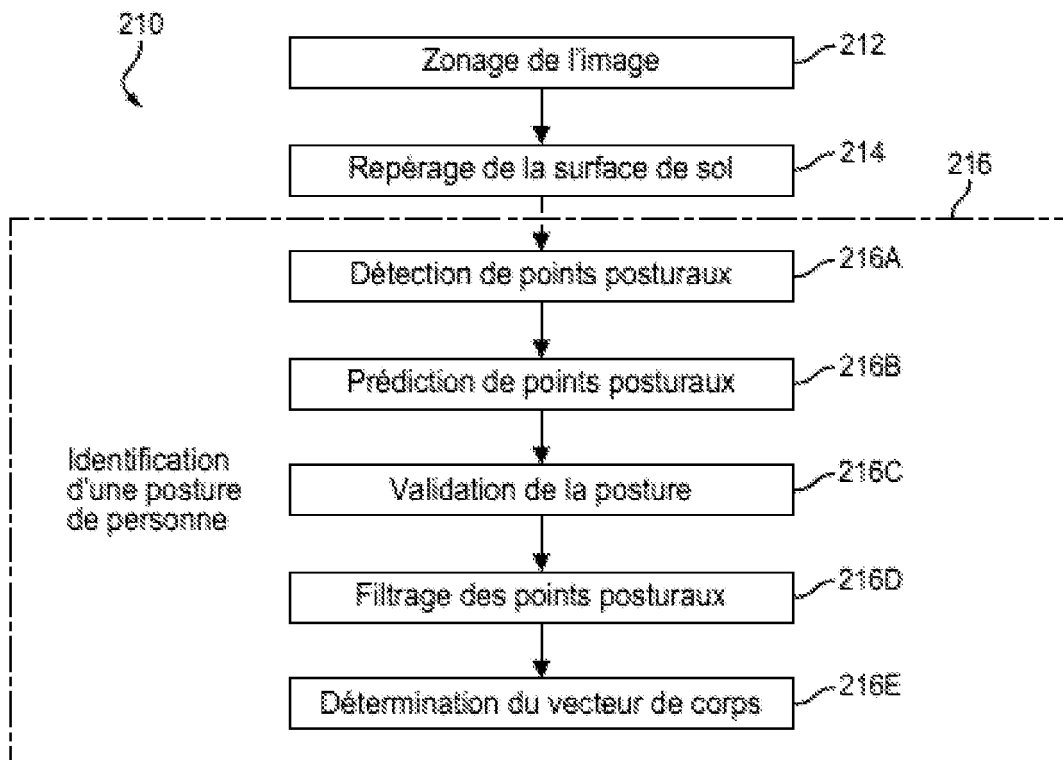 210
Zonage de l'image
212
Repérage de la surface de sol
214
216
Détection de points posturaux
216A
Prédiction de points posturaux
216B
Identification
d'une posture
de personne
Validation de la posture
216C
Filtrage des points posturaux
216D
Détermination du vecteur de corps
216E